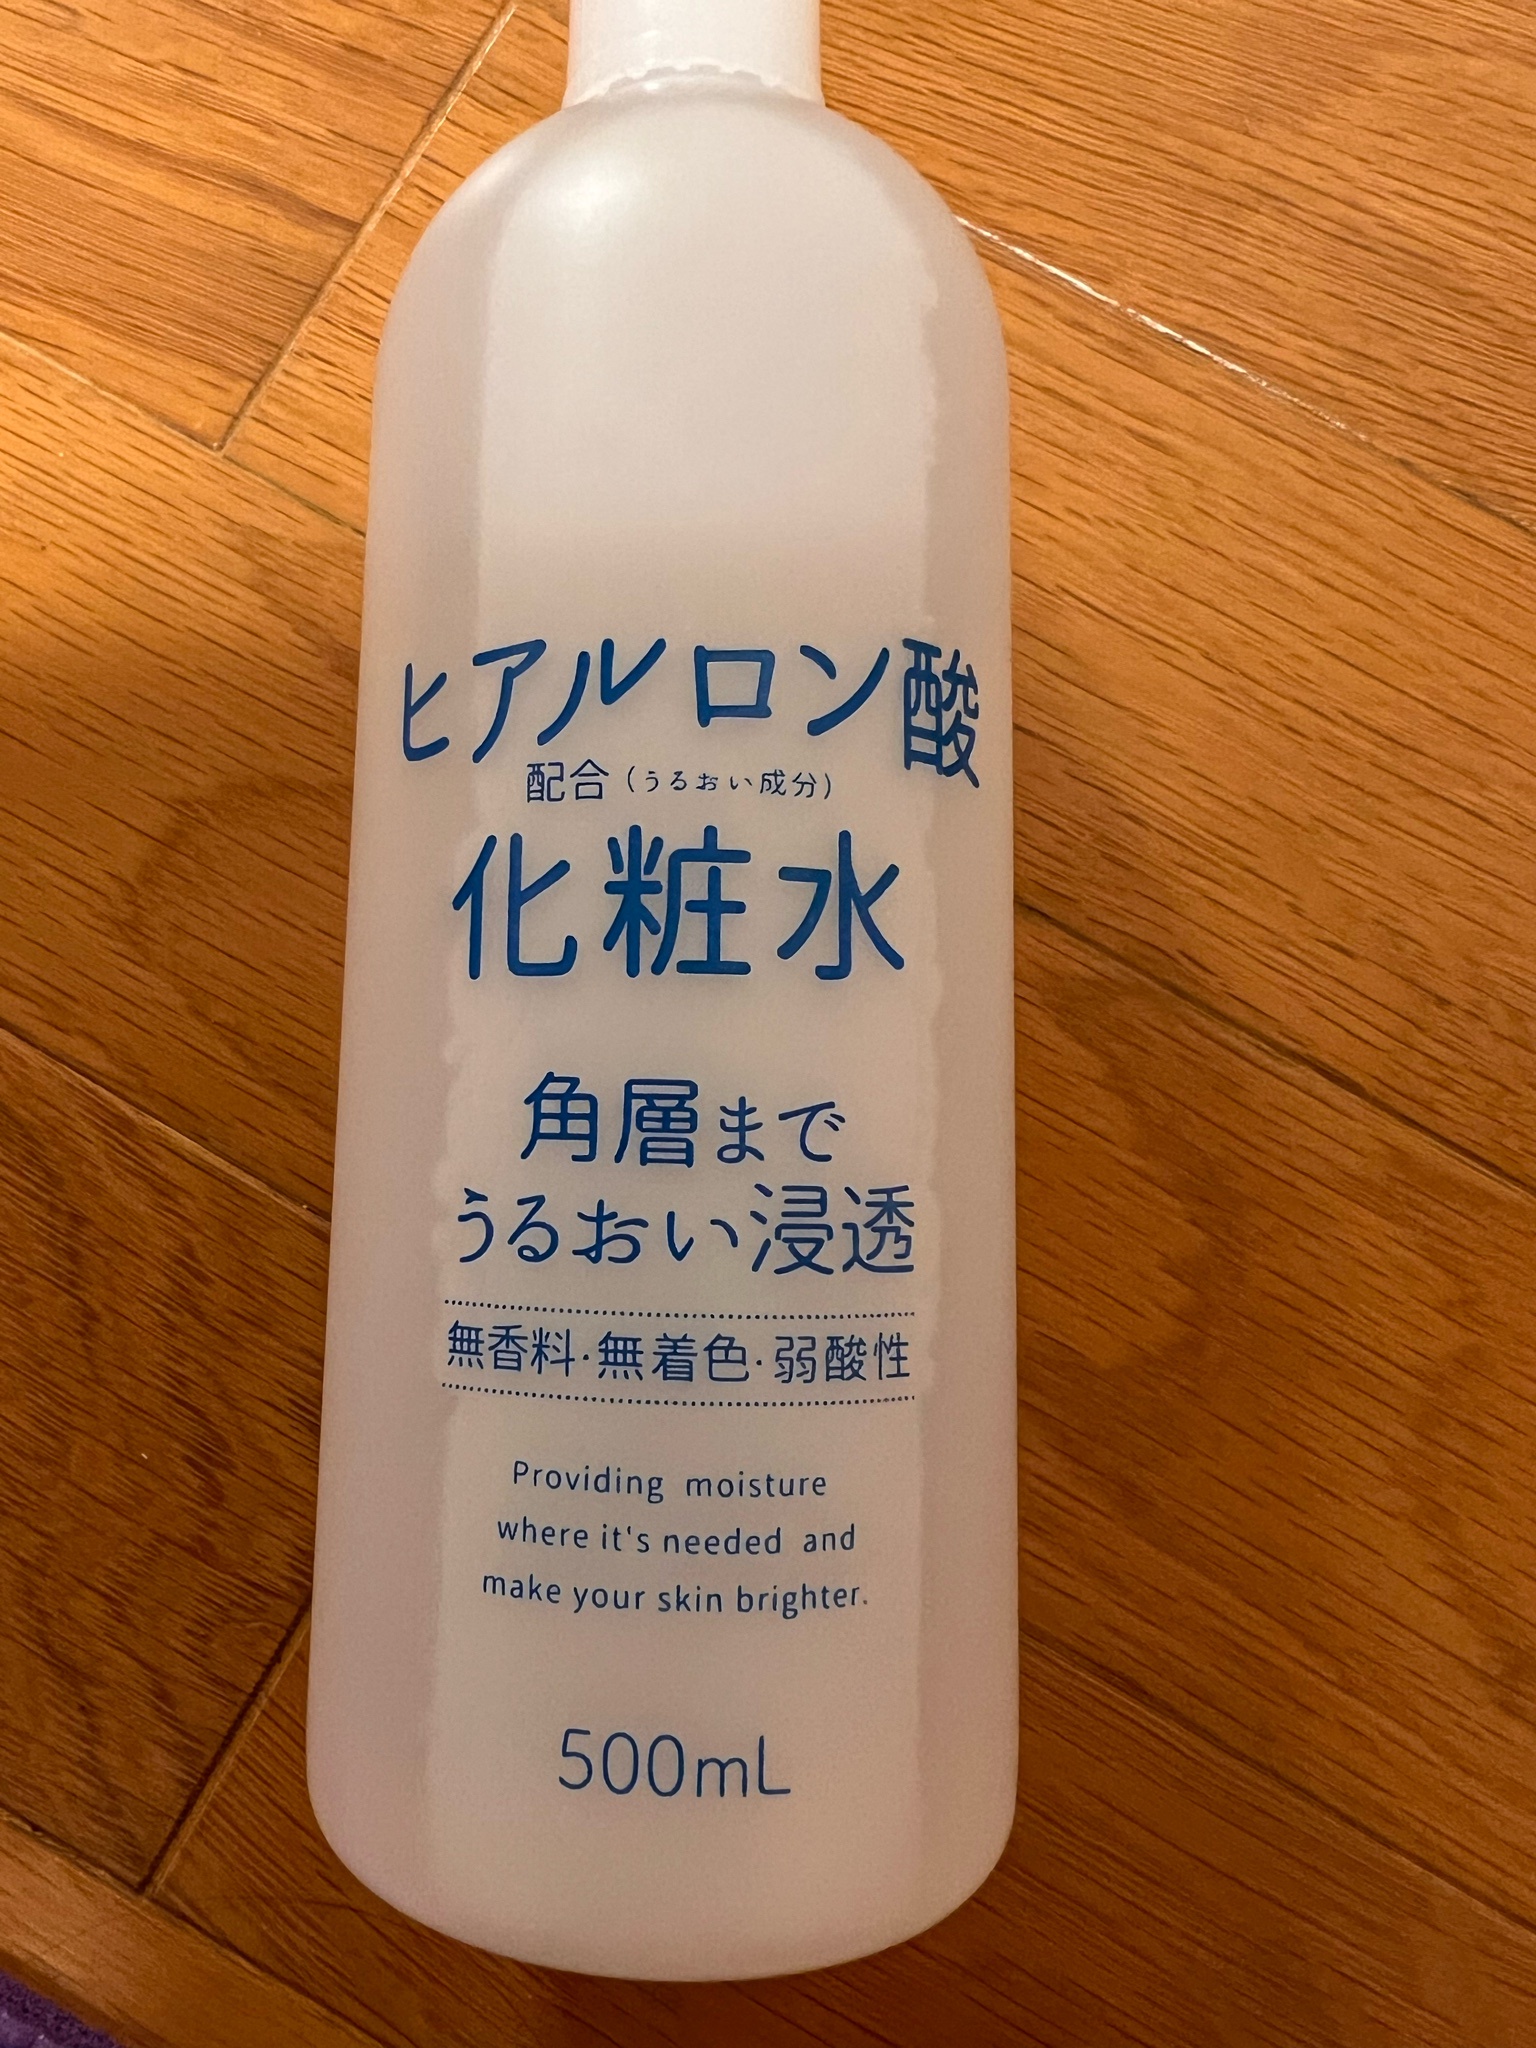 ヒアルロン酸
配合（うるおい成分）
化粧水
角層まで
うるおい浸透
無香料・無着色・弱酸性
Providing moisture
where it's needed and
make your skin brighter.
500mL